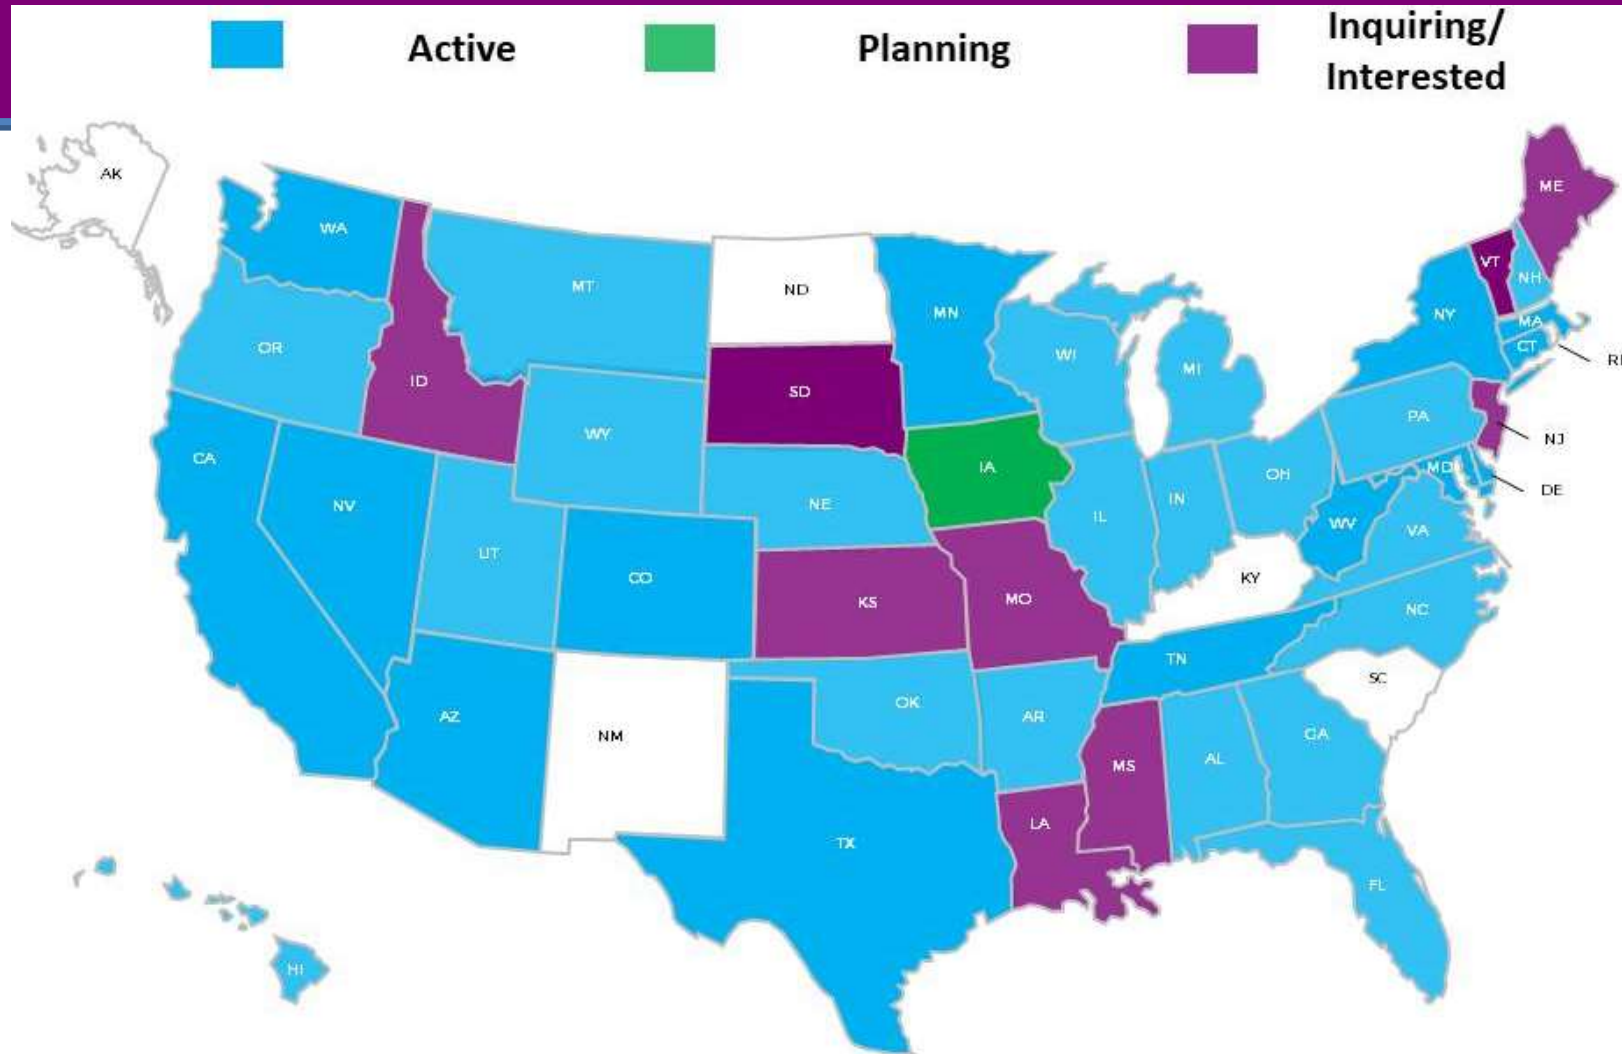 Active
Planning
Inquiring/
Interested
AK
WA
MT
ND
MN
ME
VT
NH
OR
ID
SD
WI
MI
NY
MA
CT
RI
WY
IA
PA
NJ
CA
NV
NE
IL
IN
OH
MD
DE
UT
CO
KS
MO
WV
VA
KY
NC
AZ
NM
OK
AR
TN
SC
TX
LA
MS
AL
GA
FL
HI